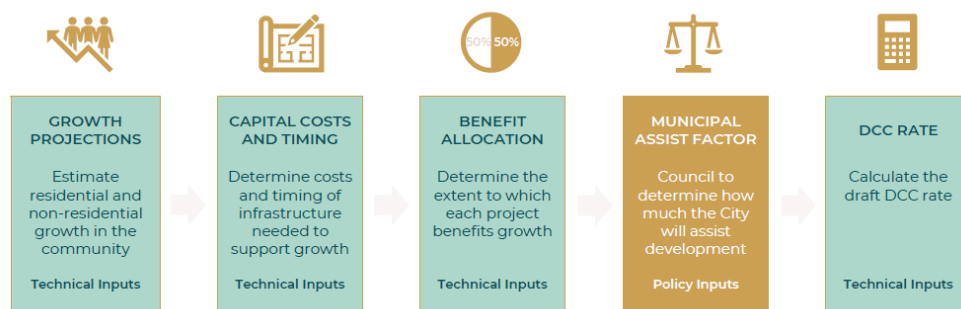 50% 50%
GROWTH
PROJECTIONS
Estimate
residential and
non-residential
growth in the
community
Technical Inputs
CAPITAL COSTS
AND TIMING
Determine costs
and timing of
infrastructure
needed to
support growth
Technical Inputs
BENEFIT
ALLOCATION
Determine the
extent to which
each project
benefits growth
Technical Inputs
MUNICIPAL
ASSIST FACTOR
Council to
determine how
much the City
will assist
development
Policy Inputs
DCC RATE
Calculate the
draft DCC rate
Technical Inputs